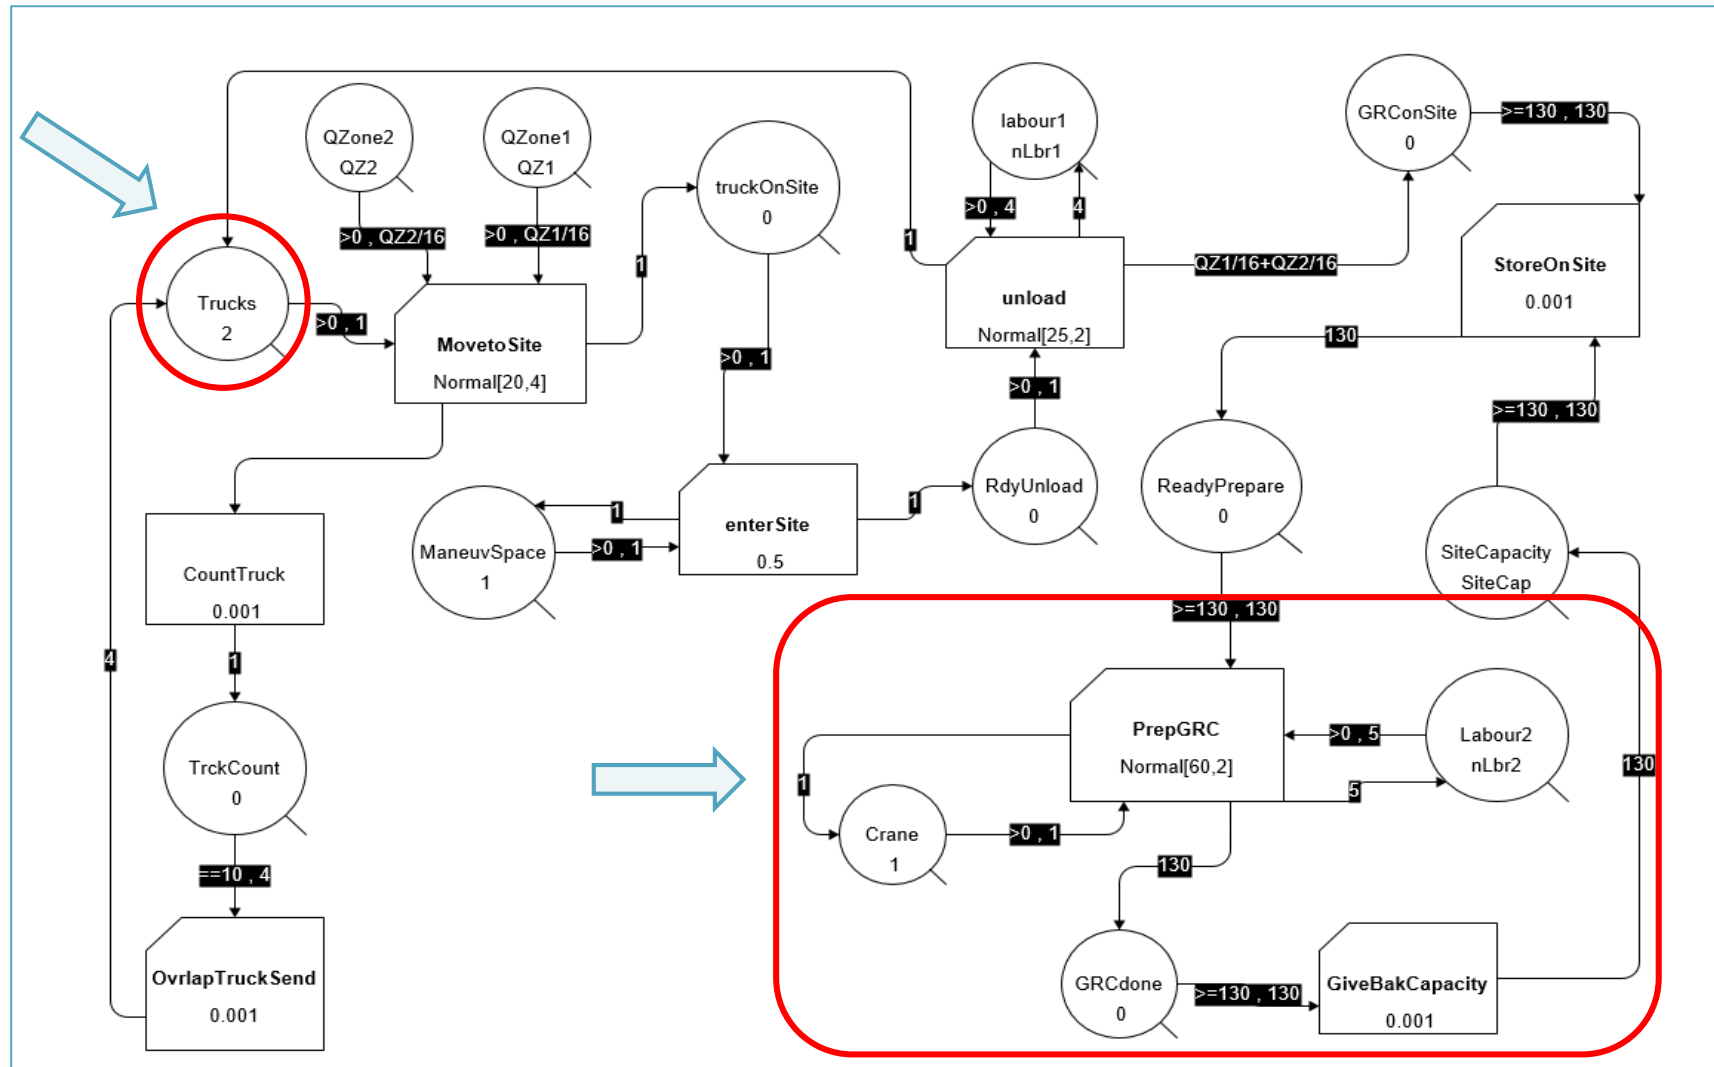 QZone2
QZ2
QZone1
QZ1
labour1
nLbr1
GRConSite
0
>=130 , 130
truckOnSite
0
>0 , 4
4
>0 , QZ2/16
>0 , QZ1/16
1
1
QZ1/16+QZ2/16
StoreOnSite
0.001
Trucks
2
>0 , 1
MovetoSite
Normal[20,4]
unload
Normal[25,2]
130
>0 , 1
>0 , 1
>=130 , 130
RdyUnload
0
ReadyPrepare
0
1
1
enterSite
0.5
ManeuvSpace
1
>0 , 1
SiteCapacity
SiteCap
CountTruck
0.001
>=130 , 130
4
1
PrepGRC
Normal[60,2]
>0 , 5
Labour2
nLbr2
TrckCount
0
1
5
130
Crane
1
>0 , 1
130
==10 , 4
OvrlapTruckSend
0.001
GRCdone
0
>=130 , 130
GiveBakCapacity
0.001